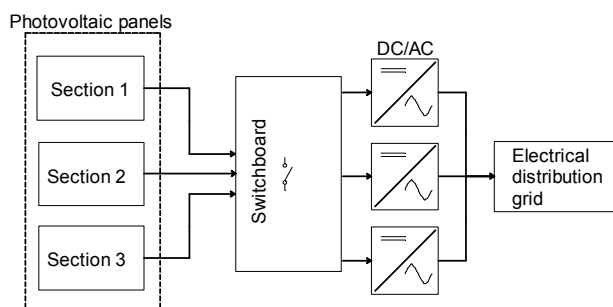 Photovoltaic panels
Section 1
Section 2
Section 3
Switchboard
DC/AC
Electrical
distribution
grid